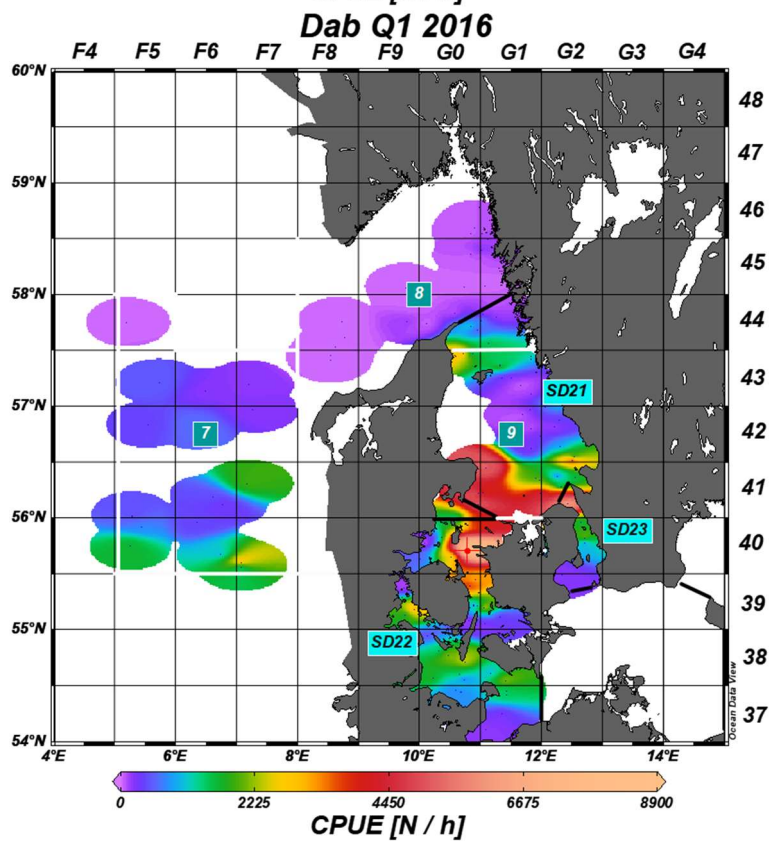 Dab Q1 2016
F4 F5 F6 F7 F8 F9 G0 G1 G2 G3 G4
60°N
48
47
59°N
46
45
8
58°N
44
43
SD21
57°N
7 9
42
41
56°N
SD23
40
39
55°N
SD22
38
37
Ocean Data View
54°N
4°E 6°E 8°E 10°E 12°E 14°E
0 2225 4450 6675 8900
CPUE [N / h]